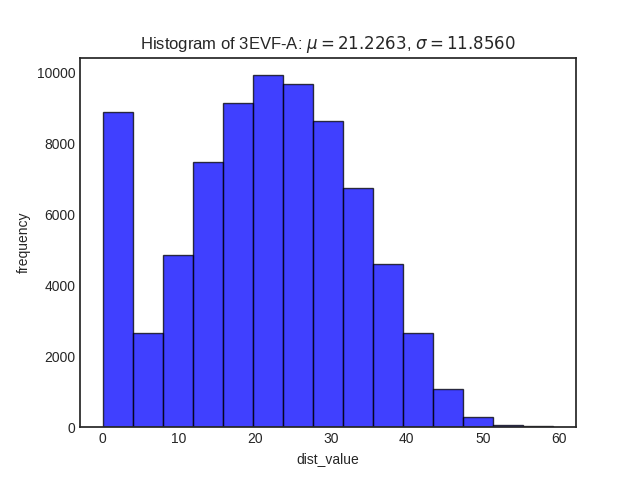 Histogram of 3EVF-A: μ = 21.2263, σ = 11.8560
frequency
10000
8000
6000
4000
2000
0
0 10 20 30 40 50 60
dist_value